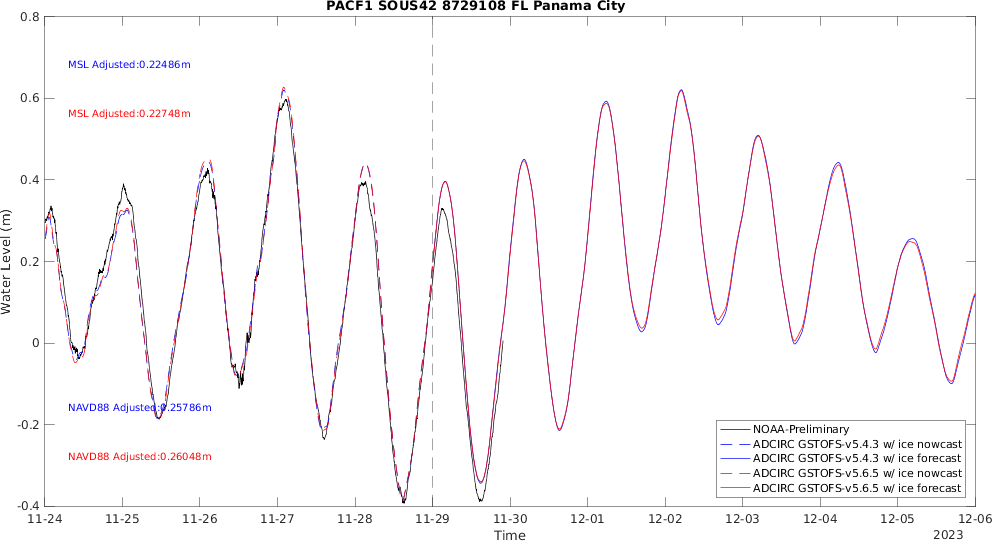 PACF1 SOUS42 8729108 FL Panama City
0.8
0.6
0.4
0.2
0
-0.2
-0.4
Water Level (m)
MSL Adjusted:0.22486m
MSL Adjusted:0.22748m
NAVD88 Adjusted:0.25786m
NAVD88 Adjusted:0.26048m
NOAA-Preliminary
ADCIRC GSTOFS-v5.4.3 w/ ice nowcast
ADCIRC GSTOFS-v5.4.3 w/ ice forecast
ADCIRC GSTOFS-v5.6.5 w/ ice nowcast
ADCIRC GSTOFS-v5.6.5 w/ ice forecast
11-24 11-25 11-26 11-27 11-28 11-29 11-30 12-01 12-02 12-03 12-04 12-05 12-06
Time
2023